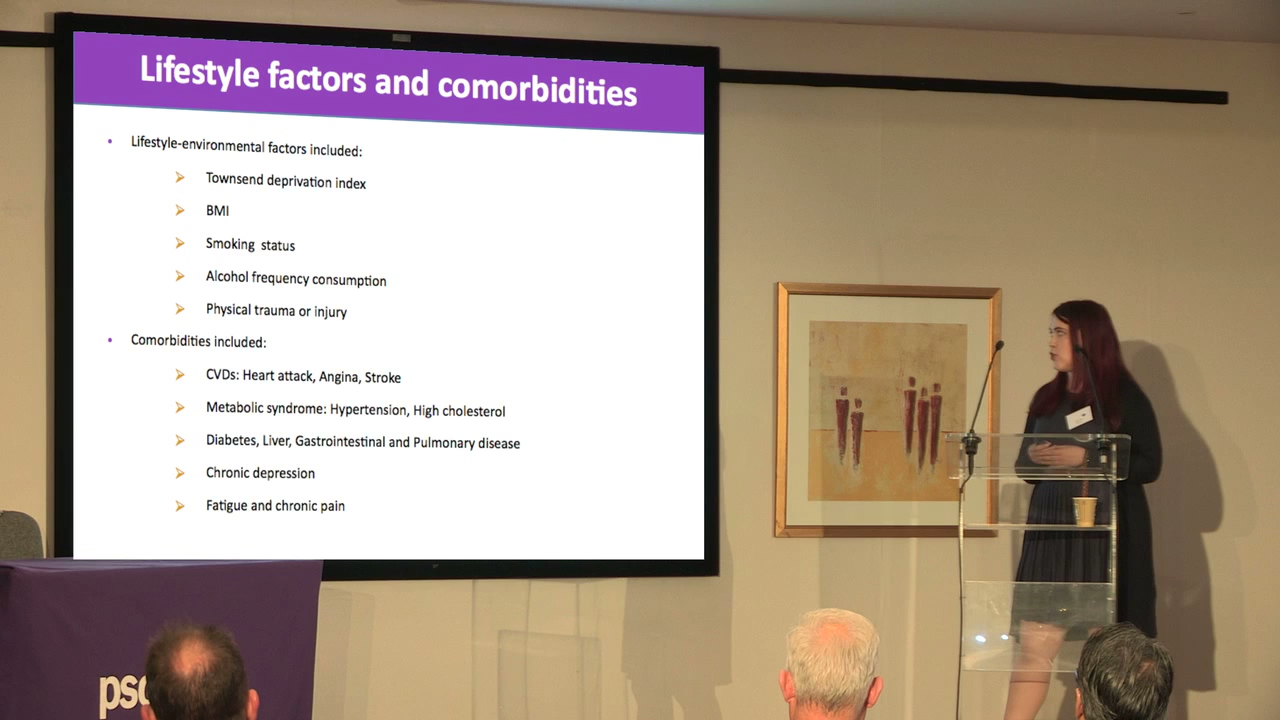 Lifestyle factors and comorbidities
Lifestyle-environmental factors included:
Townsend deprivation index
BMI
Smoking status
Alcohol frequency consumption
Physical trauma or injury
Comorbidities included:
CVDs: Heart attack, Angina, Stroke
Metabolic syndrome: Hypertension, High cholesterol
Diabetes, Liver, Gastrointestinal and Pulmonary disease
Chronic depression
Fatigue and chronic pain